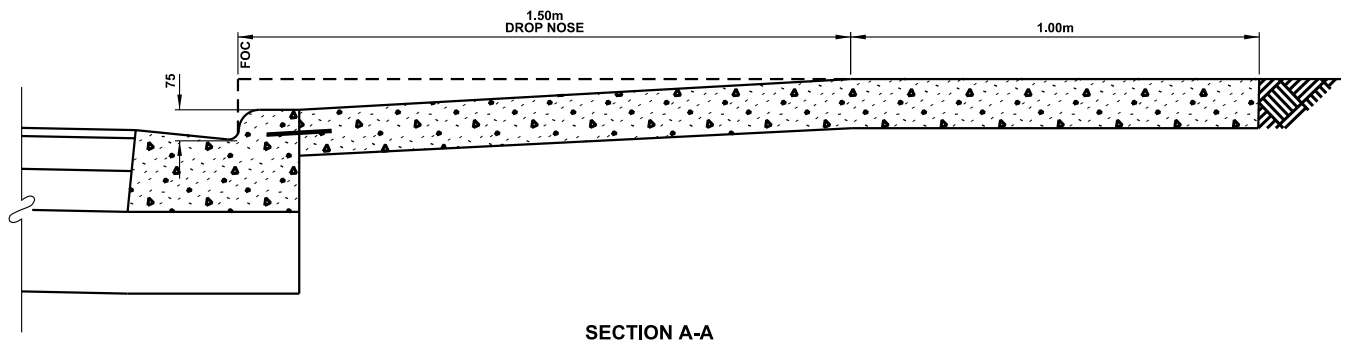 1.50m
DROP NOSE
1.00m
FOC
75
SECTION A-A